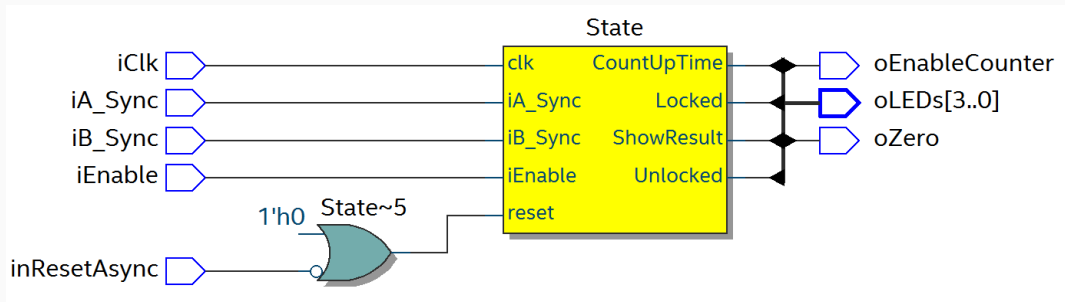 State
iClk
clk
CountUpTime
oEnableCounter
iA_Sync
iA_Sync
Locked
oLEDs[3..0]
iB_Sync
iB_Sync
ShowResult
oZero
iEnable
iEnable
Unlocked
State~5
1'h0
reset
inResetAsync